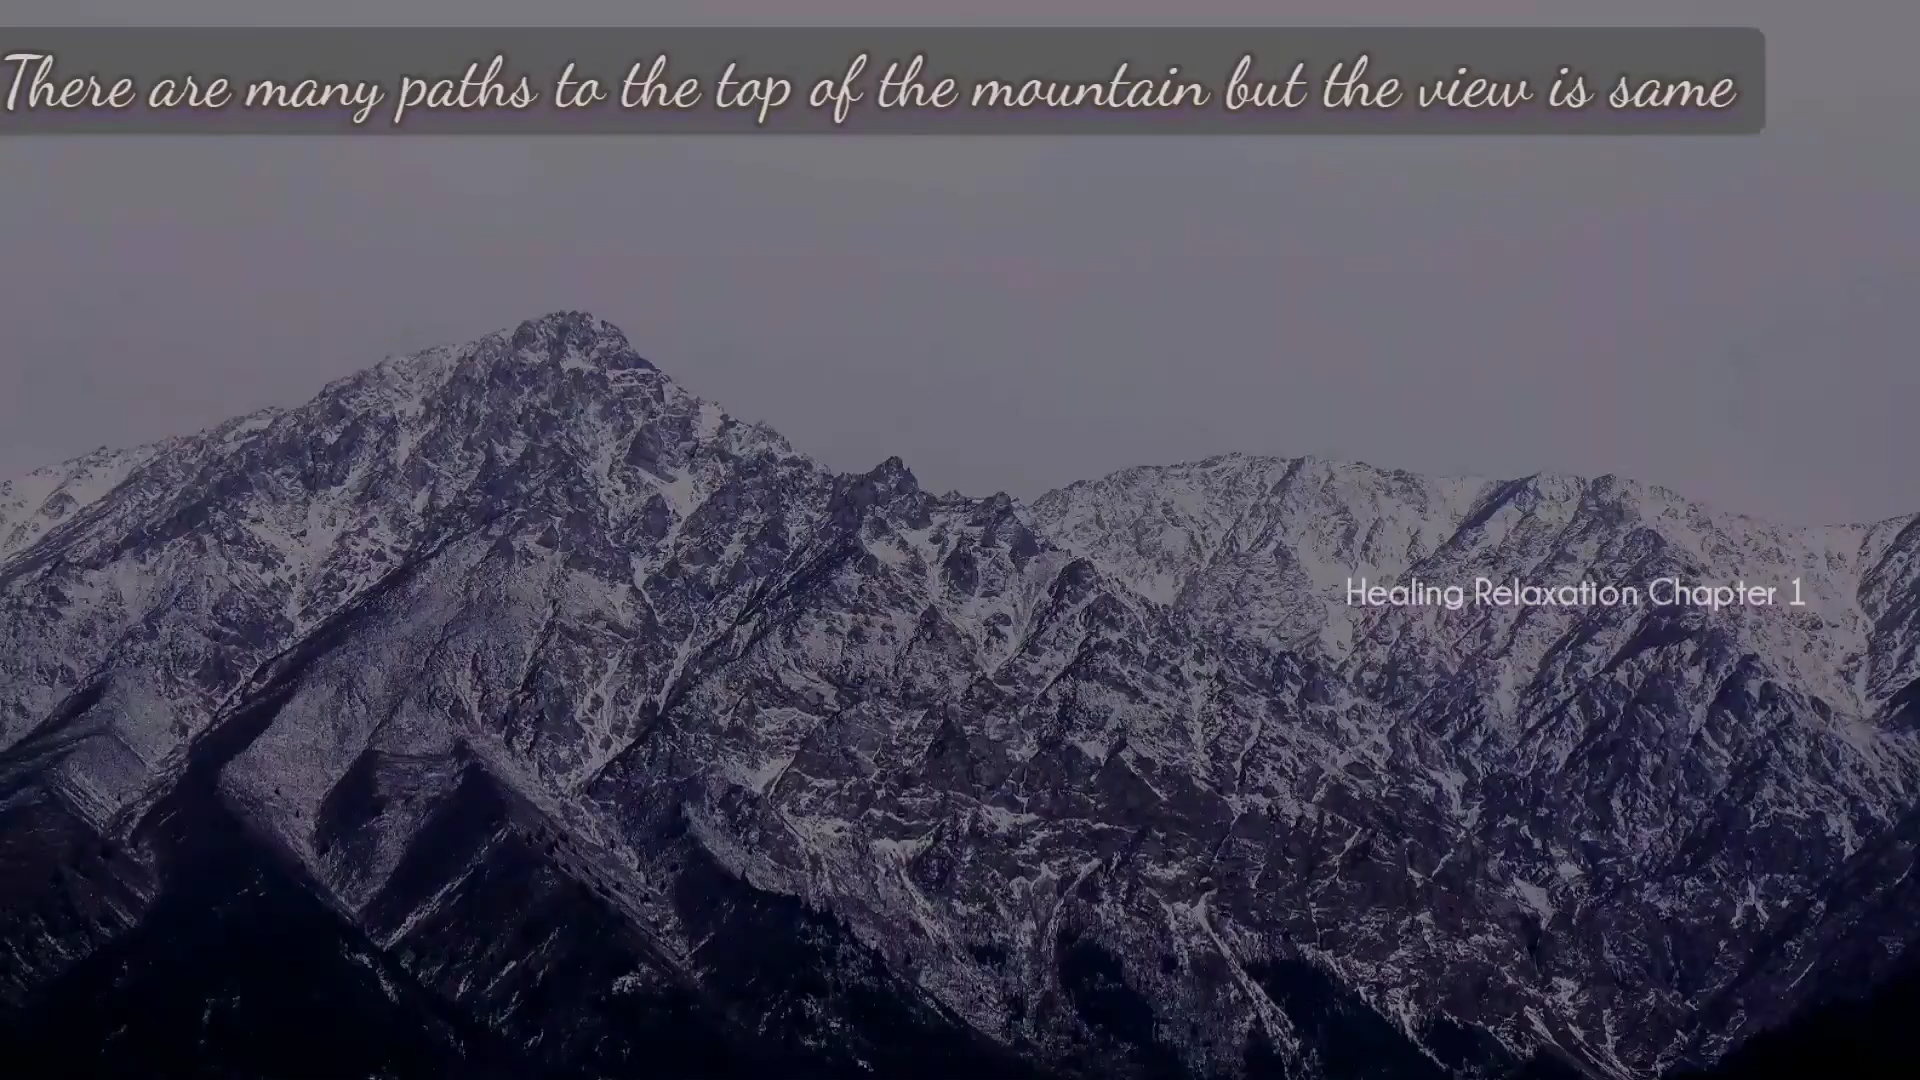 There are many paths to the top of the mountain but the view is same
Healing Relaxation Chapter 1